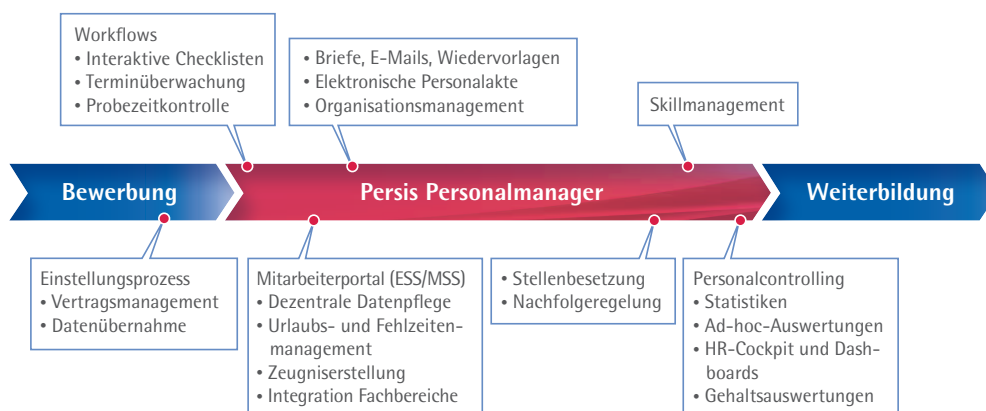 Workflows
• Interaktive Checklisten
• Terminüberwachung
• Probezeitkontrolle
• Briefe, E-Mails, Wiedervorlagen
• Elektronische Personalakte
• Organisationsmanagement
Skillmanagement
Bewerbung
Persis Personalmanager
Weiterbildung
Einstellungsprozess
• Vertragsmanagement
• Datenübernahme
Mitarbeiterportal (ESS/MSS)
• Dezentrale Datenpflege
• Urlaubs- und Fehlzeiten-
management
• Zeugniserstellung
• Integration Fachbereiche
• Stellenbesetzung
• Nachfolgeregelung
Personalcontrolling
• Statistiken
• Ad-hoc-Auswertungen
• HR-Cockpit und Dash-
boards
• Gehaltsauswertungen